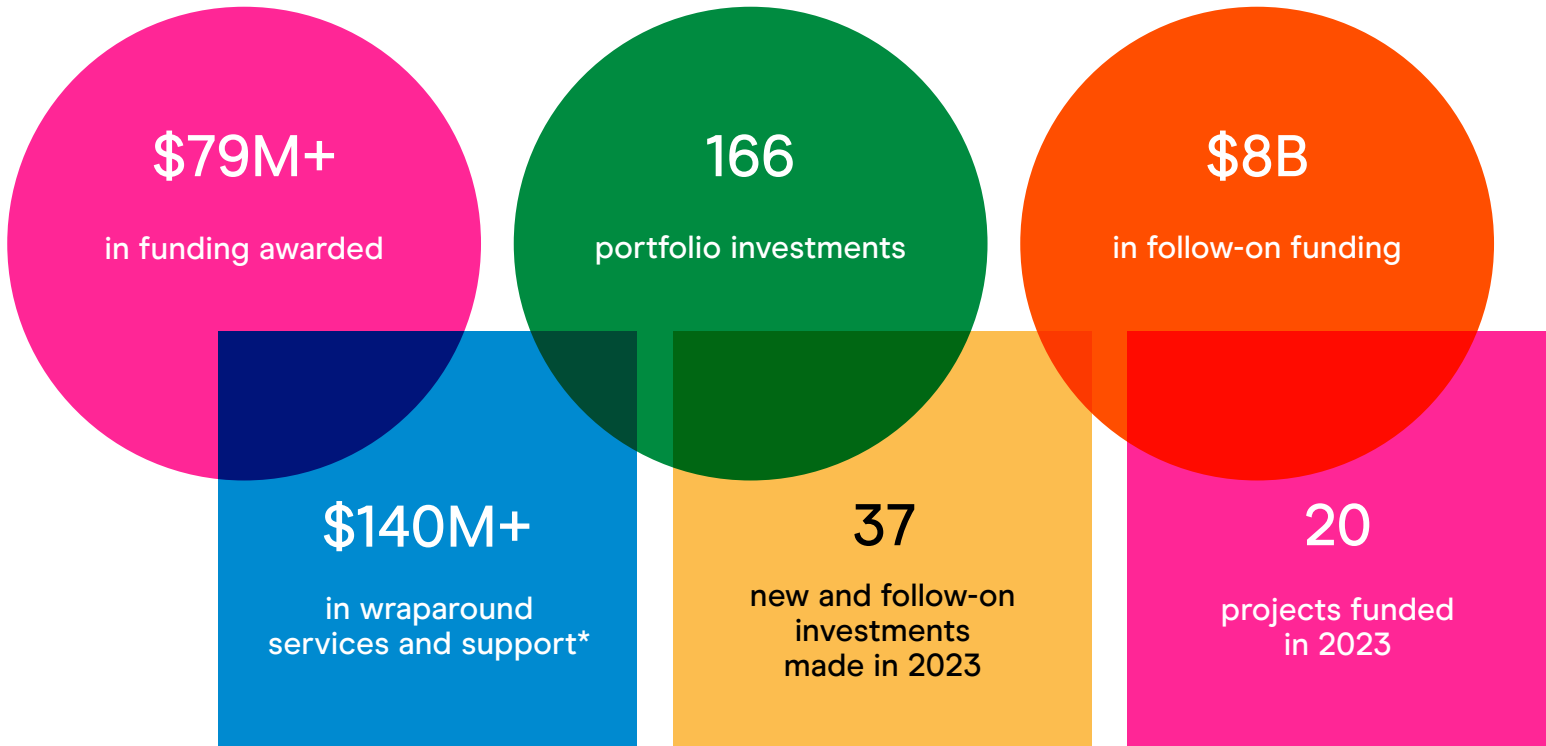 $79M+
in funding awarded
166
portfolio investments
$8B
in follow-on funding
$140M+
in wraparound
services and support*
37
new and follow-on
investments
made in 2023
20
projects funded
in 2023